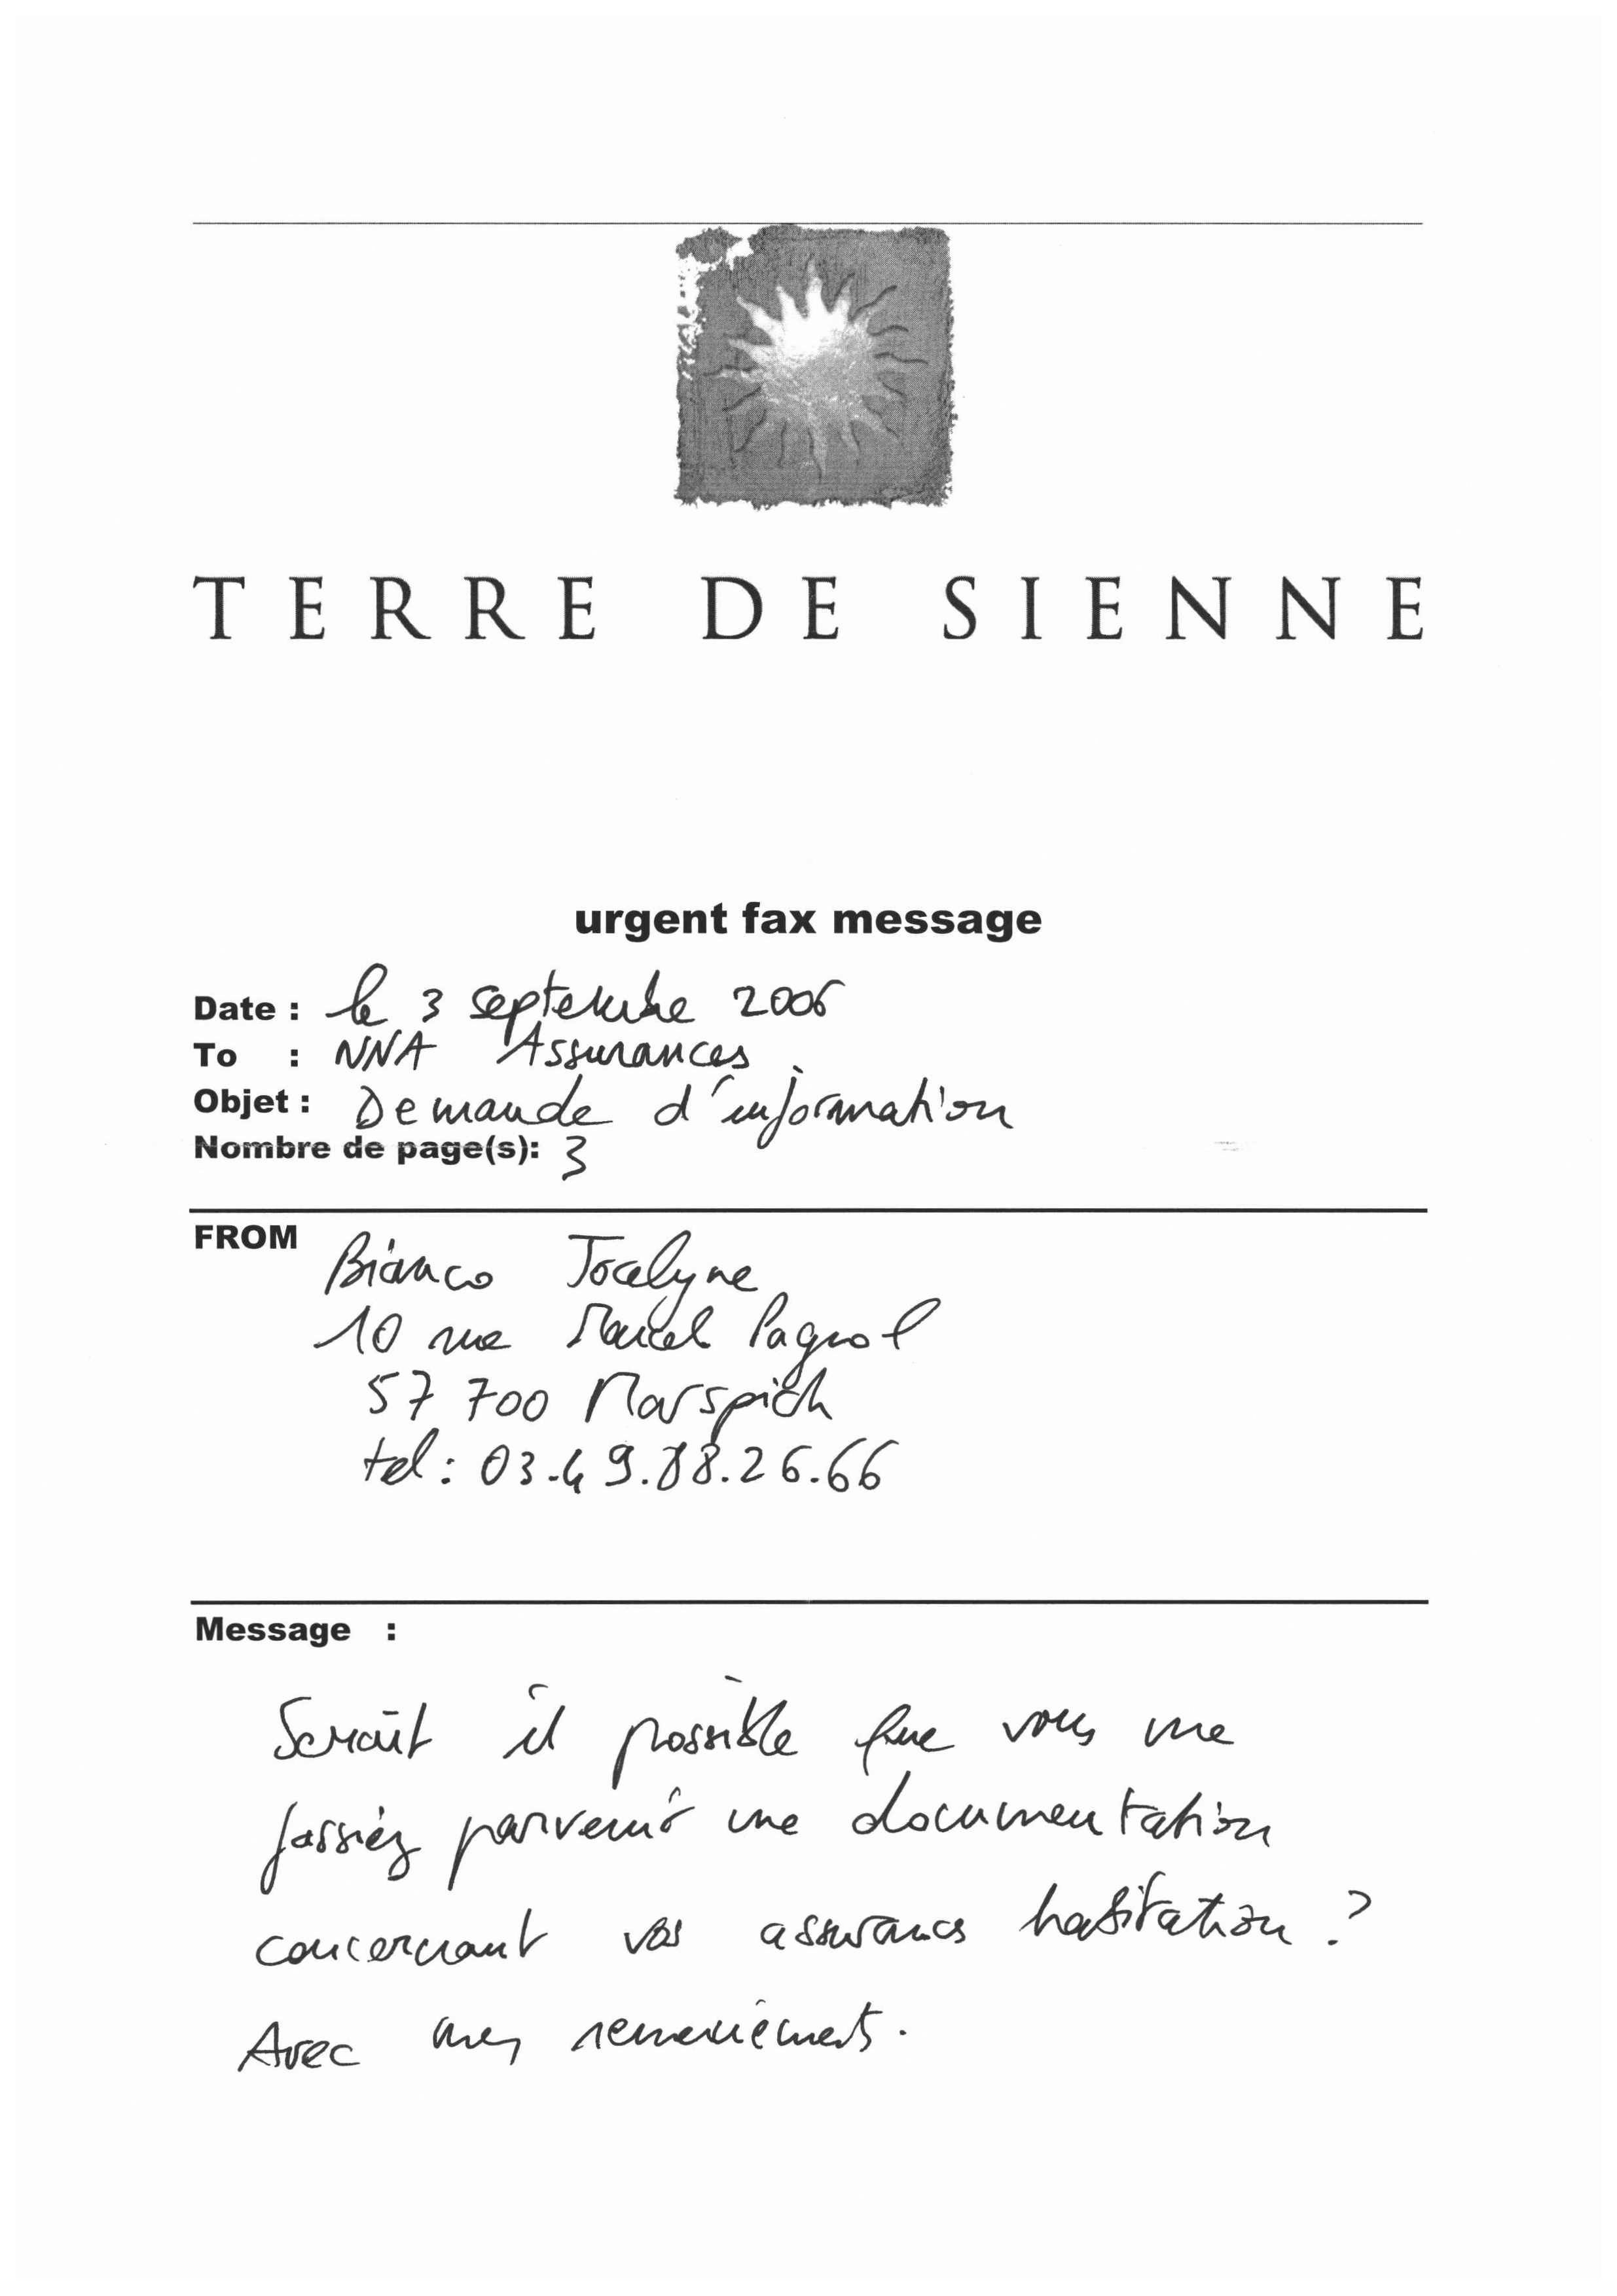 TERRE DE SIENNE
urgent fax message
Date : le 3 septembre 2006
To : NNA Assurances
Objet : Demande d'information
Nombre de page(s): 3
FROM
Bianco Jocelyne
10 rue Marcel Pagnol
57 700 Marspich
tel : 03.49.88.26.66
Message :
Serait il possible que vous me
fassiez parvenir une documentation
concernant vos assurances habitation ?
Avec mes remerciements.